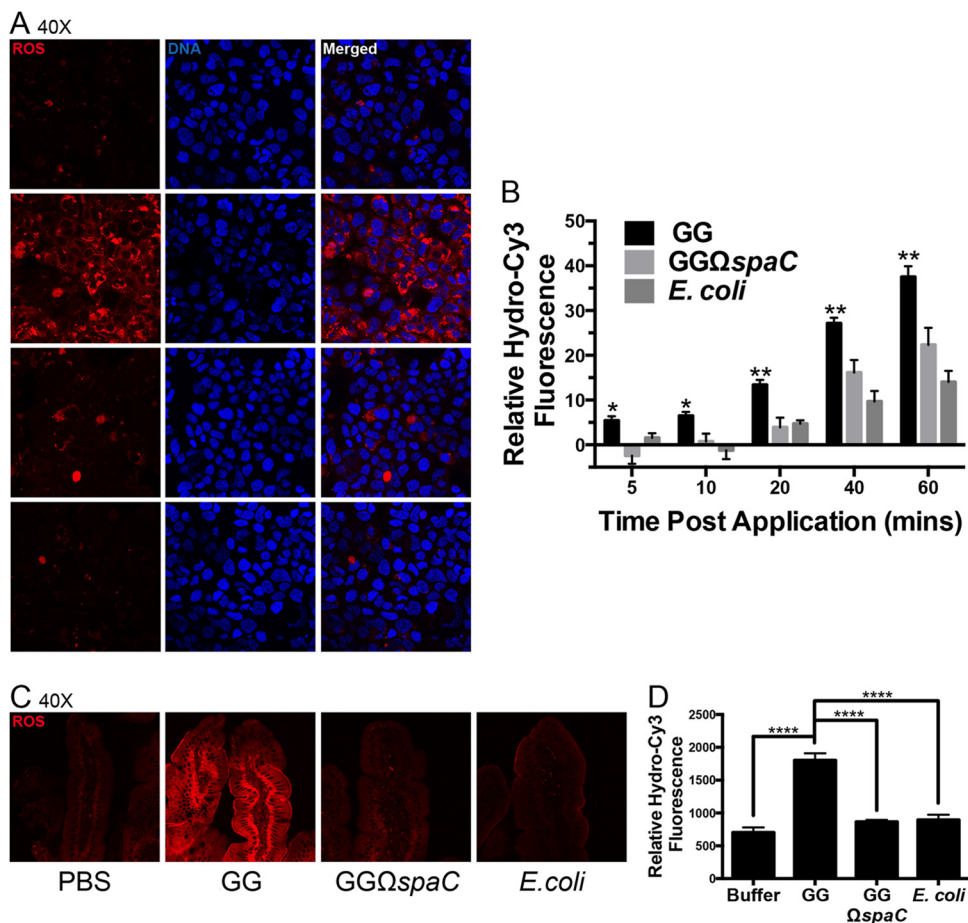 A 40X
ROS
DNA
Merged
B
Relative Hydro-Cy3
Fluorescence
50
40
30
20
10
0
GG
GGΩspaC
E. coli
* * ** ** **
5 10 20 40 60
Time Post Application (mins)
C 40X
ROS
PBS GG GGΩspaC E.coli
D
Relative Hydro-Cy3
Fluorescence
2000
1500
1000
500
0
****
****
****
Buffer GG GG E. coli
ΩspaC